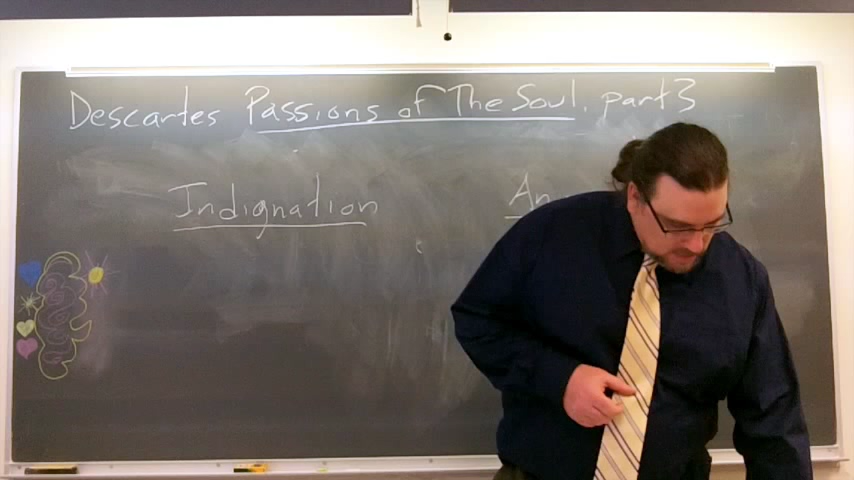 Descartes Passions of The Soul, part 3
Indignation An